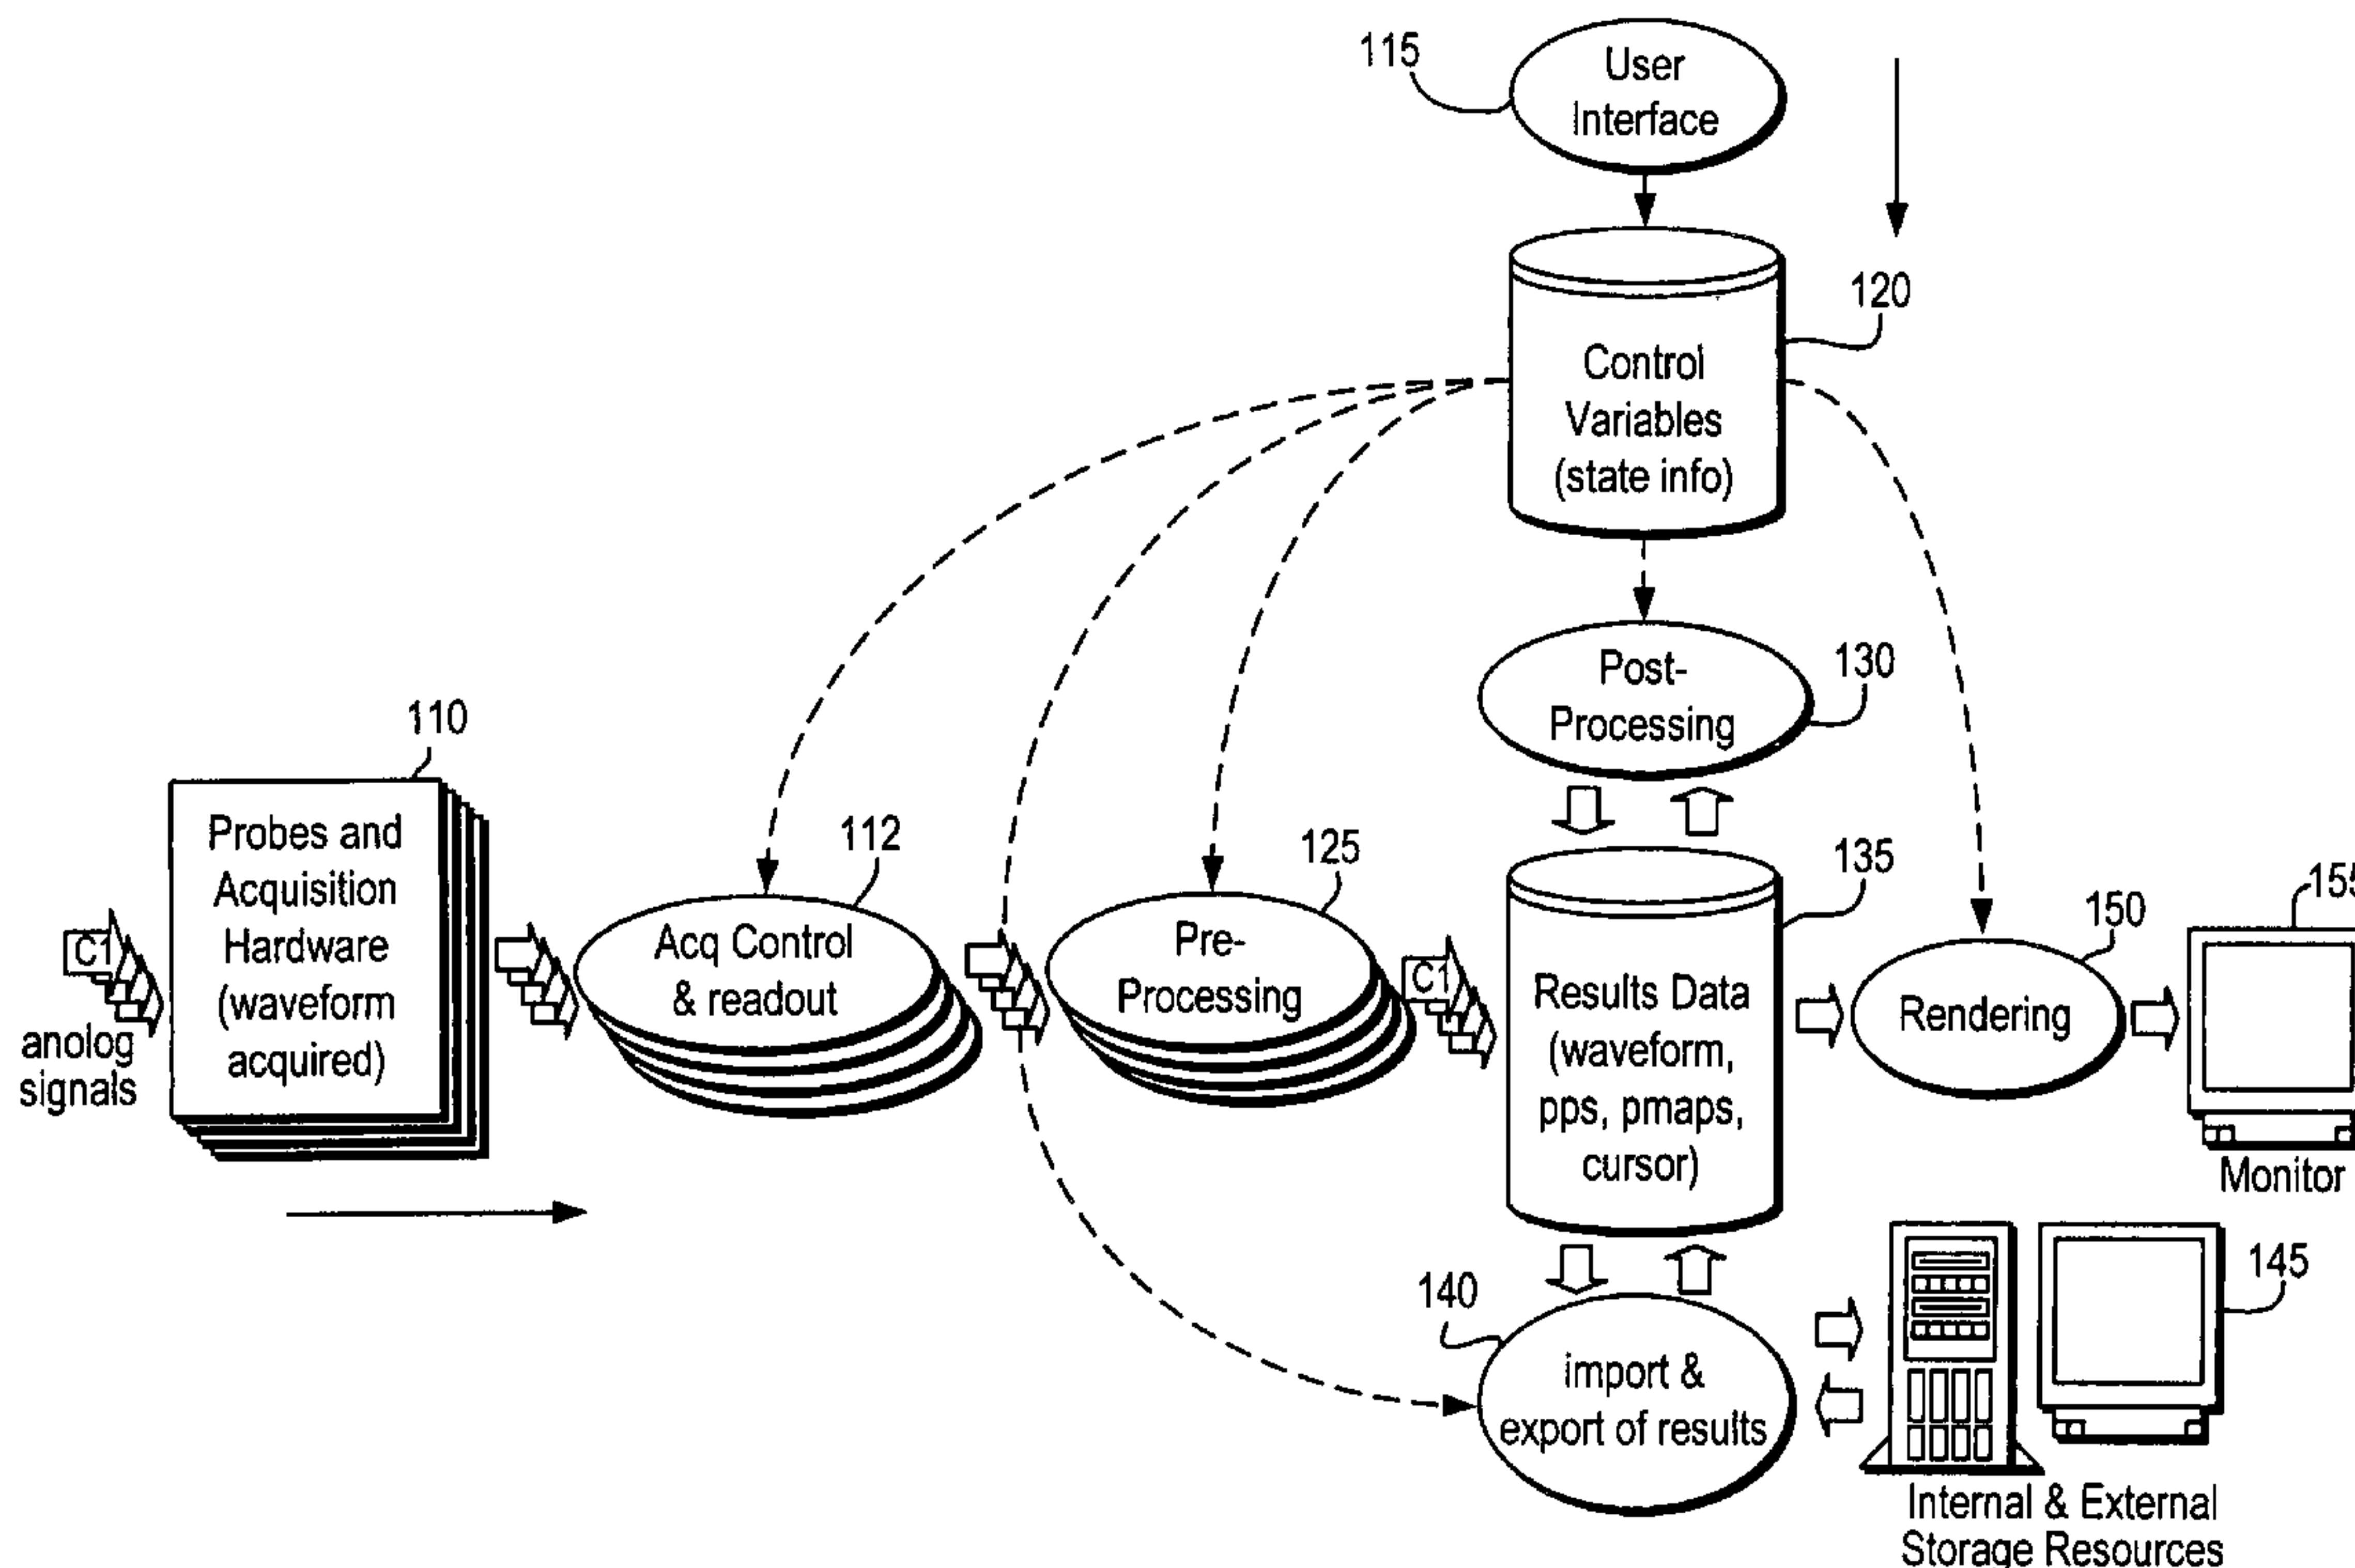 115
User
Interface
120
Control
Variables
(state info)
Post-
Processing
130
110
Probes and
Acquisition
Hardware
(waveform
acquired)
C1
anolog
signals
112
Acq Control
& readout
125
Pre-
Processing
C1
135
Results Data
(waveform,
pps, pmaps,
cursor)
150
Rendering
155
Monitor
140
import &
export of results
145
Internal & External
Storage Resources